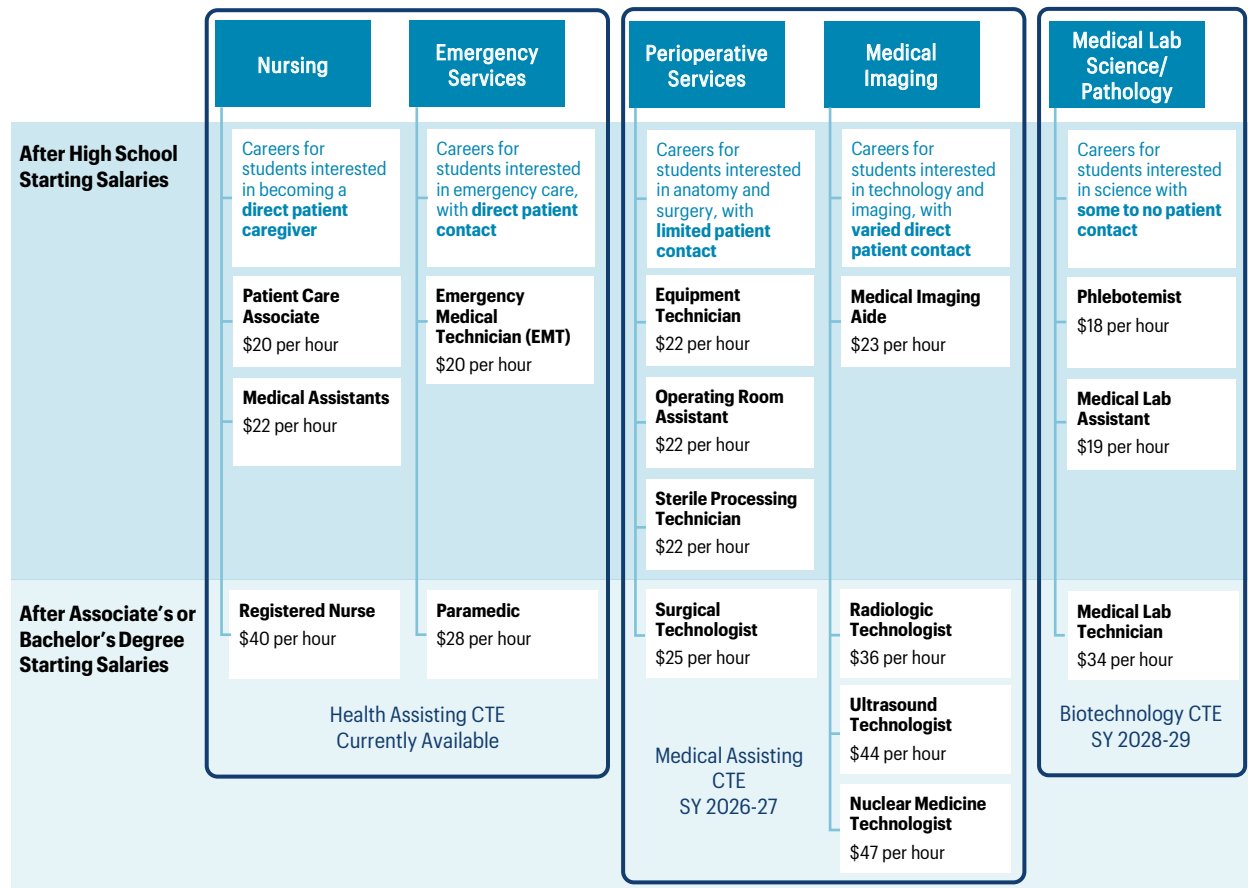 Nursing
Emergency
Services
Perioperative
Services
Medical
Imaging
Medical Lab
Science/
Pathology
After High School
Starting Salaries
Careers for
students interested
in becoming a
direct patient
caregiver
Patient Care
Associate
$20 per hour
Medical Assistants
$22 per hour
Careers for
students interested
in emergency care,
with direct patient
contact
Emergency
Medical
Technician (EMT)
$20 per hour
Careers for
students interested
in anatomy and
surgery, with
limited patient
contact
Equipment
Technician
$22 per hour
Operating Room
Assistant
$22 per hour
Sterile Processing
Technician
$22 per hour
Careers for
students interested
in technology and
imaging, with
varied direct
patient contact
Medical Imaging
Aide
$23 per hour
Careers for
students interested
in science with
some to no patient
contact
Phlebotemist
$18 per hour
Medical Lab
Assistant
$19 per hour
After Associate's or
Bachelor's Degree
Starting Salaries
Registered Nurse
$40 per hour
Paramedic
$28 per hour
Health Assisting CTE
Currently Available
Surgical
Technologist
$25 per hour
Medical Assisting
CTE
SY 2026-27
Radiologic
Technologist
$36 per hour
Ultrasound
Technologist
$44 per hour
Nuclear Medicine
Technologist
$47 per hour
Medical Lab
Technician
$34 per hour
Biotechnology CTE
SY 2028-29